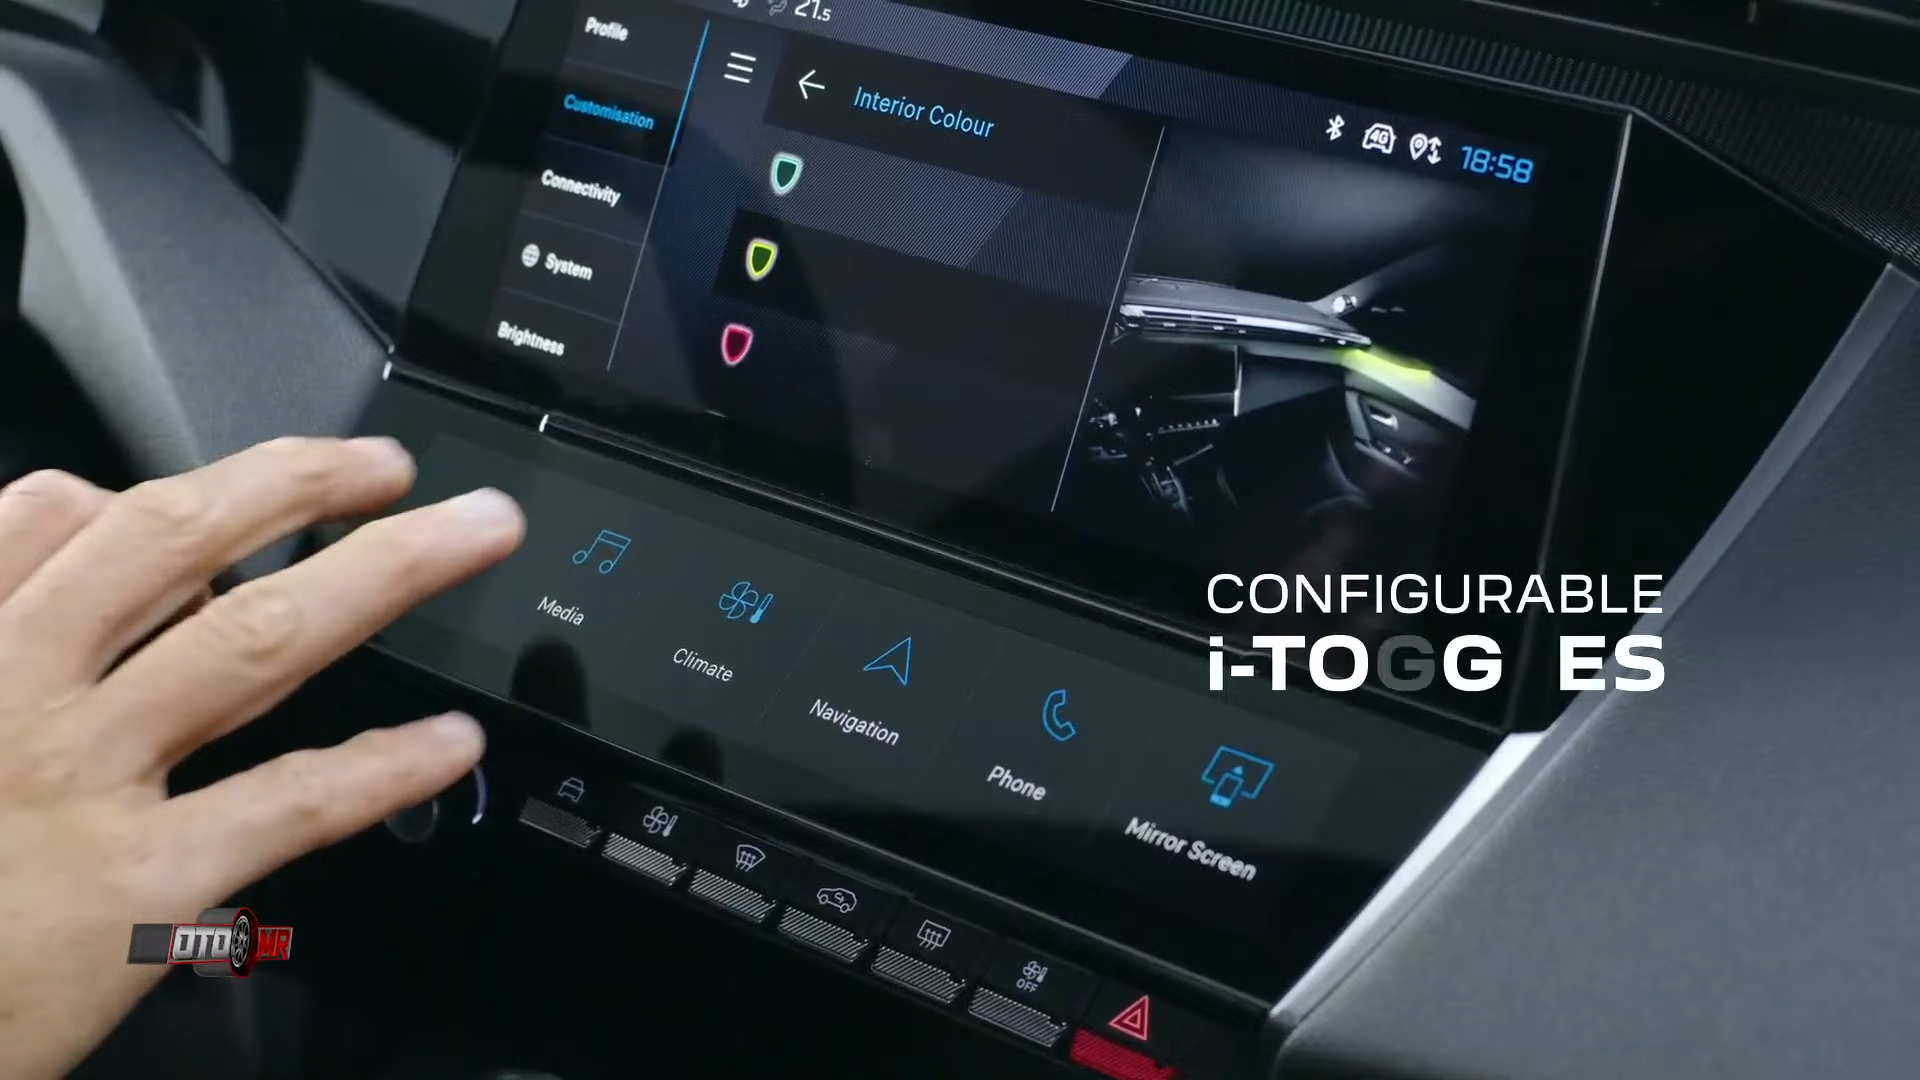 21.5
Profile
Customisation
Connectivity
System
Brightness
Interior Colour
4G
18:58
Media
Climate
Navigation
Phone
Mirror Screen
OFF
CONFIGURABLE
i-TOGG ES
OTO MR